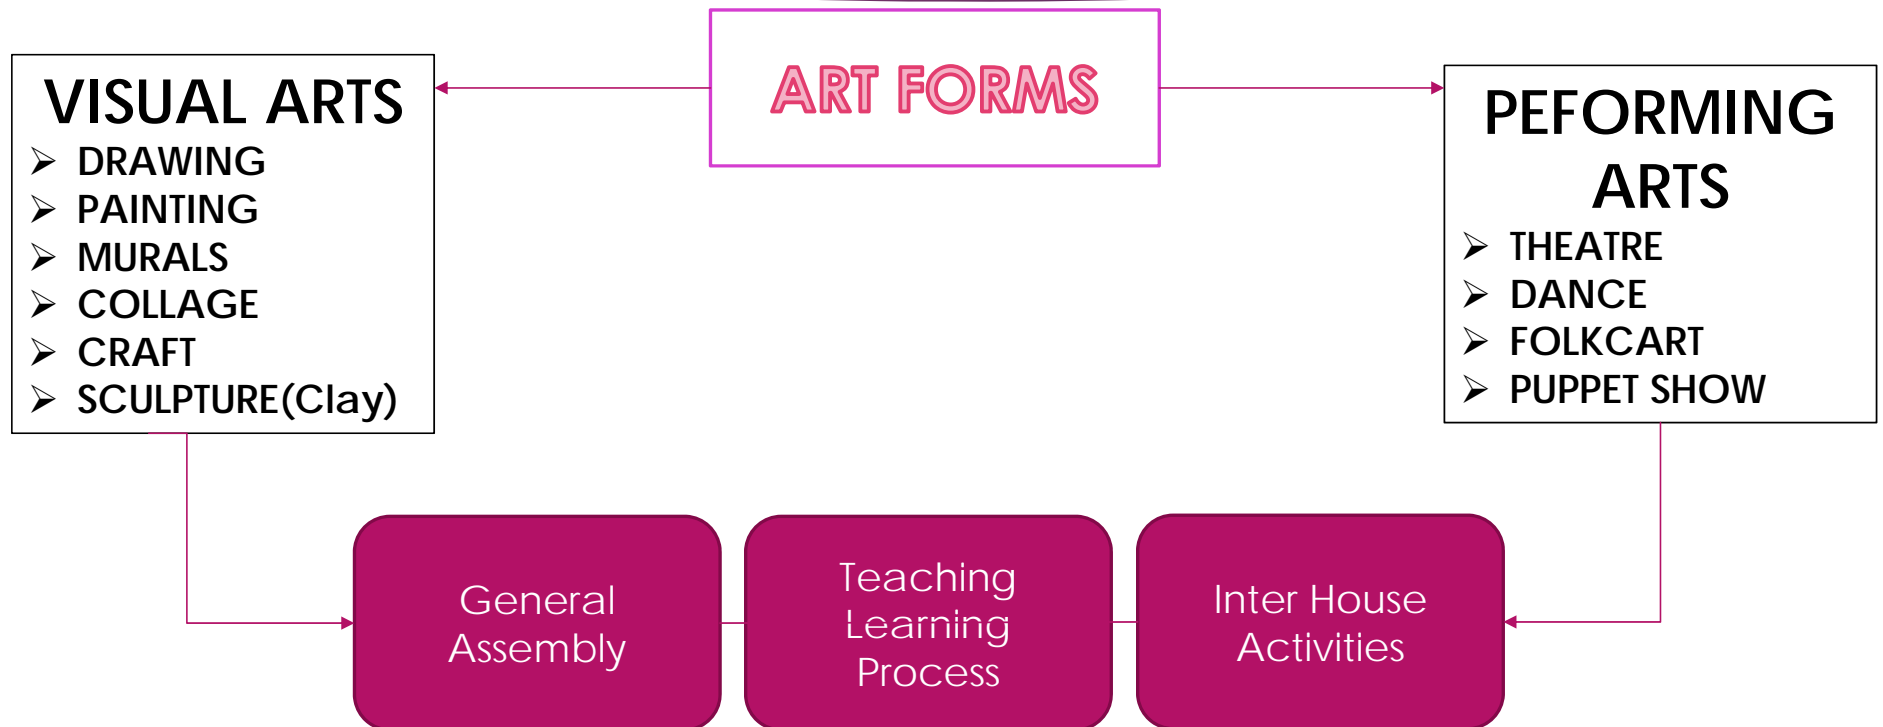 ART FORMS
VISUAL ARTS
➢ DRAWING
➢ PAINTING
➢ MURALS
➢ COLLAGE
➢ CRAFT
➢ SCULPTURE(Clay)
PEFORMING
ARTS
➢ THEATRE
➢ DANCE
➢ FOLKCART
➢ PUPPET SHOW
General
Assembly
Teaching
Learning
Process
Inter House
Activities